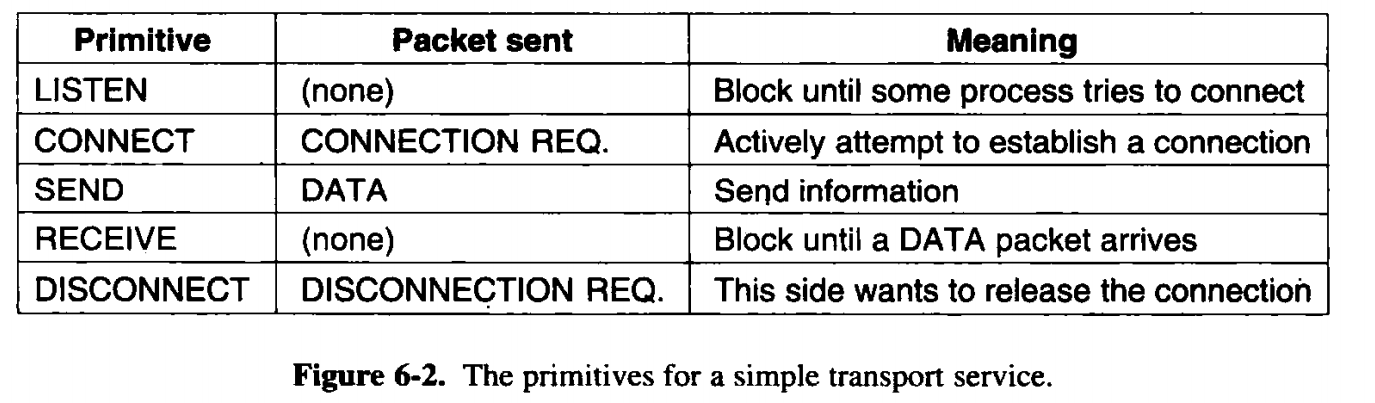 Primitive Packet sent Meaning
LISTEN (none) Block until some process tries to connect
CONNECT CONNECTION REQ. Actively attempt to establish a connection
SEND DATA Send information
RECEIVE (none) Block until a DATA packet arrives
DISCONNECT DISCONNECTION REQ. This side wants to release the connection
Figure 6-2. The primitives for a simple transport service.